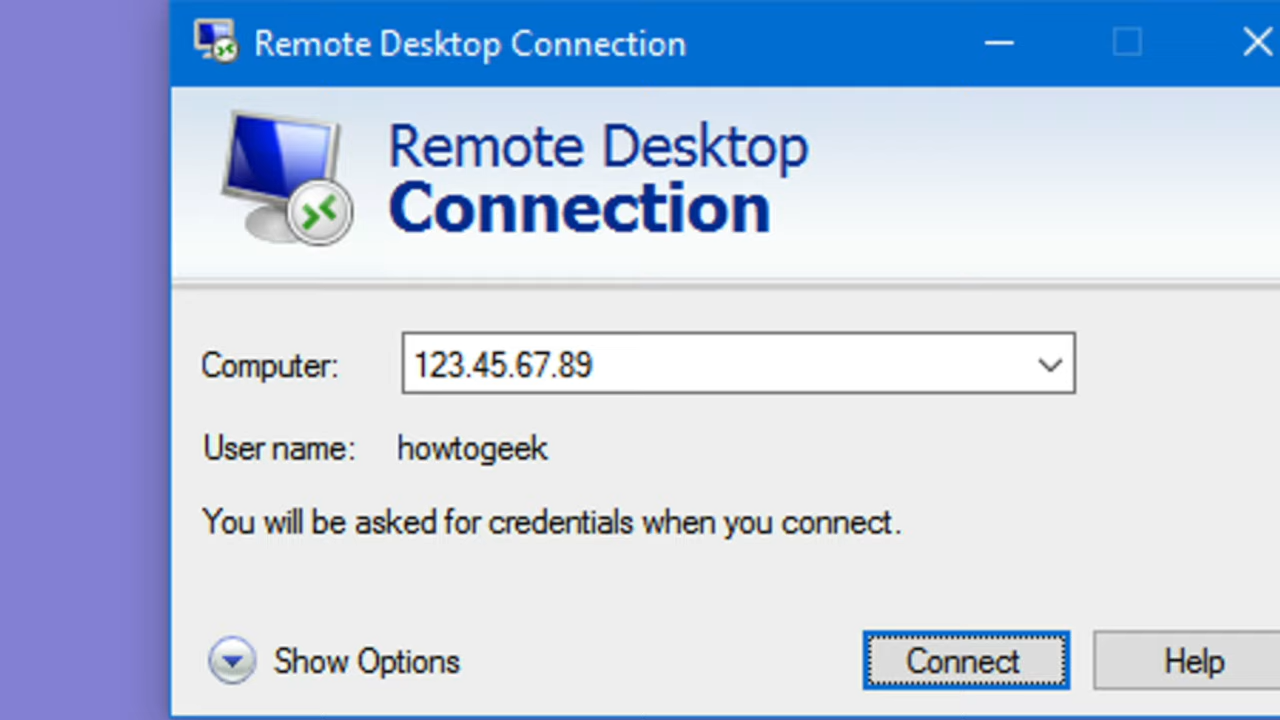 Remote Desktop Connection
Remote Desktop
Connection
Computer: 123.45.67.89
User name: howtogeek
You will be asked for credentials when you connect.
Show Options Connect Help